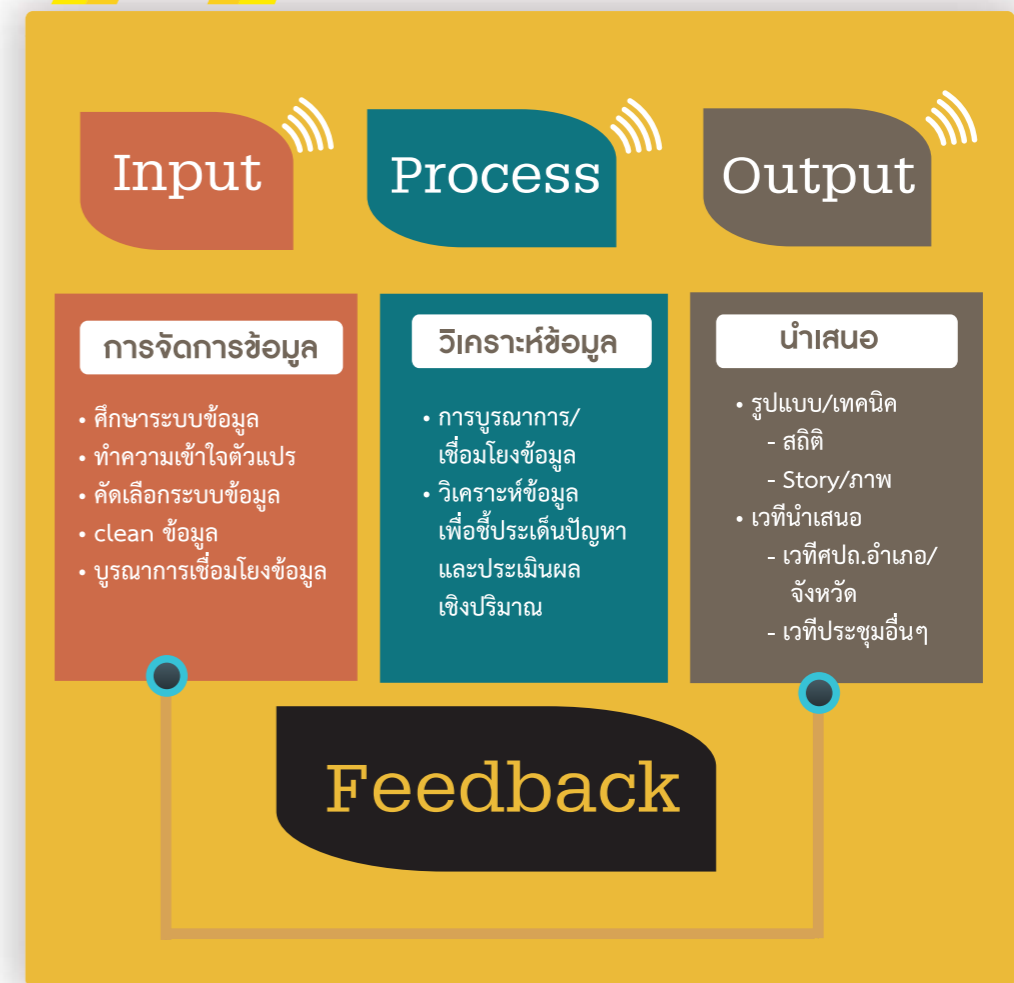 Input
Process
Output
การจัดการข้อมูล
• ศึกษาระบบข้อมูล
• ทำความเข้าใจตัวแปร
• คัดเลือกระบบข้อมูล
• clean ข้อมูล
• บูรณาการเชื่อมโยงข้อมูล
วิเคราะห์ข้อมูล
• การบูรณาการ/
เชื่อมโยงข้อมูล
• วิเคราะห์ข้อมูล
เพื่อชี้ประเด็นปัญหา
และประเมินผล
เชิงปริมาณ
นำเสนอ
• รูปแบบ/เทคนิค
- สถิติ
- Story/ภาพ
• เวทีนำเสนอ
- เวทีศปถ.อำเภอ/
จังหวัด
- เวทีประชุมอื่นๆ
Feedback